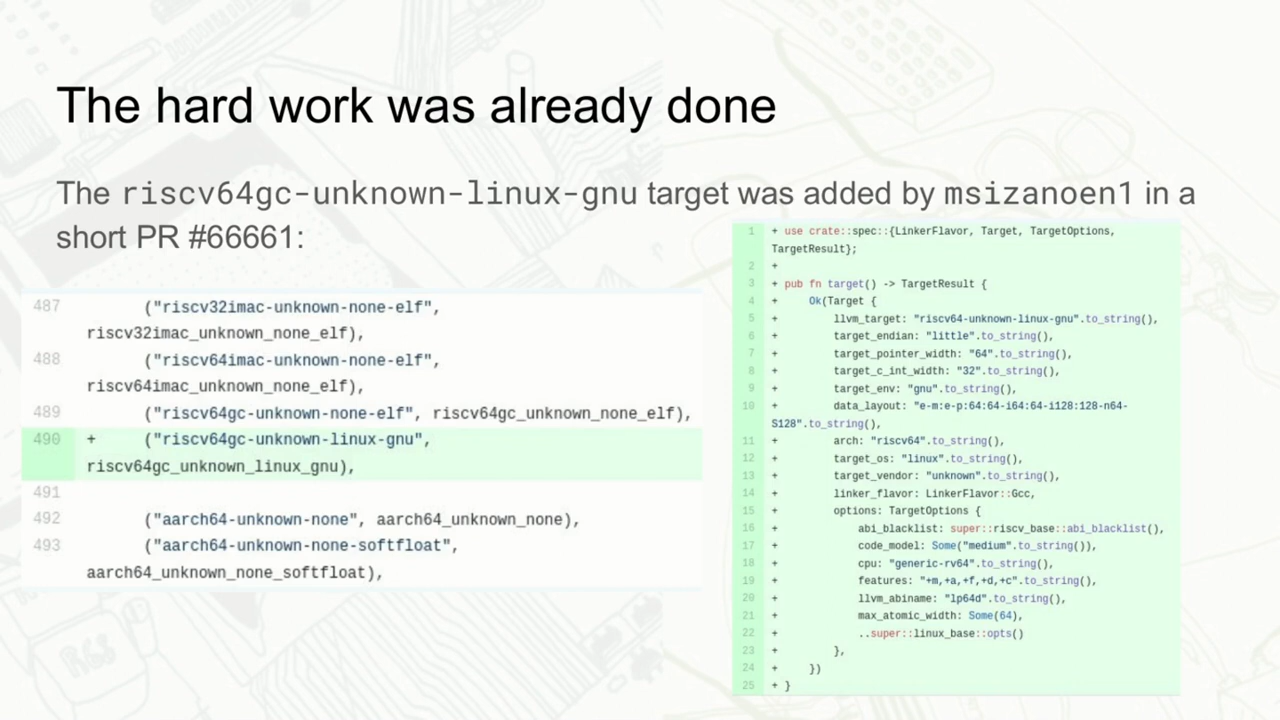 The hard work was already done
The riscv64gc-unknown-linux-gnu target was added by msizanoen1 in a
short PR #66661:
487 ("riscv32imac-unknown-none-elf",
riscv32imac_unknown_none_elf),
488 ("riscv64imac-unknown-none-elf",
riscv64imac_unknown_none_elf),
489 ("riscv64gc-unknown-none-elf", riscv64gc_unknown_none_elf),
490 + ("riscv64gc-unknown-linux-gnu",
riscv64gc_unknown_linux_gnu),
491
492 ("aarch64-unknown-none", aarch64_unknown_none),
493 ("aarch64-unknown-none-softfloat",
aarch64_unknown_none_softfloat),
1 + use crate::spec::{LinkerFlavor, Target, TargetOptions,
TargetResult};
2 +
3 + pub fn target() -> TargetResult {
4 + Ok(Target {
5 + llvm_target: "riscv64-unknown-linux-gnu".to_string(),
6 + target_endian: "little".to_string(),
7 + target_pointer_width: "64".to_string(),
8 + target_c_int_width: "32".to_string(),
9 + target_env: "gnu".to_string(),
10 + data_layout: "e-m:e-p:64:64-i64:64-i128:128-n64-
S128".to_string(),
11 + arch: "riscv64".to_string(),
12 + target_os: "linux".to_string(),
13 + target_vendor: "unknown".to_string(),
14 + linker_flavor: LinkerFlavor::Gcc,
15 + options: TargetOptions {
16 + abi_blacklist: super::riscv_base::abi_blacklist(),
17 + code_model: Some("medium".to_string()),
18 + cpu: "generic-rv64".to_string(),
19 + features: "+m,+a,+f,+d,+c".to_string(),
20 + llvm_abiname: "lp64d".to_string(),
21 + max_atomic_width: Some(64),
22 + ..super::linux_base::opts()
23 + },
24 + })
25 + }